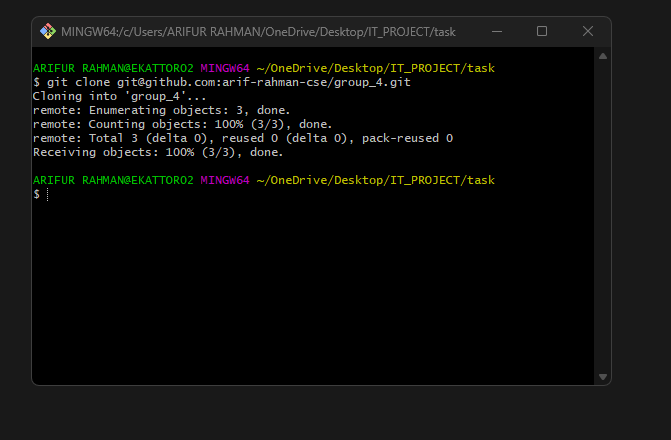 MINGW64:/c/Users/ARIFUR RAHMAN/OneDrive/Desktop/IT_PROJECT/task
ARIFUR RAHMAN@EKATTORO2 MINGW64 ~/OneDrive/Desktop/IT_PROJECT/task
$ git clone git@github.com:arif-rahman-cse/group_4.git
Cloning into 'group_4'...
remote: Enumerating objects: 3, done.
remote: Counting objects: 100% (3/3), done.
remote: Total 3 (delta 0), reused 0 (delta 0), pack-reused 0
Receiving objects: 100% (3/3), done.
ARIFUR RAHMAN@EKATTORO2 MINGW64 ~/OneDrive/Desktop/IT_PROJECT/task
$